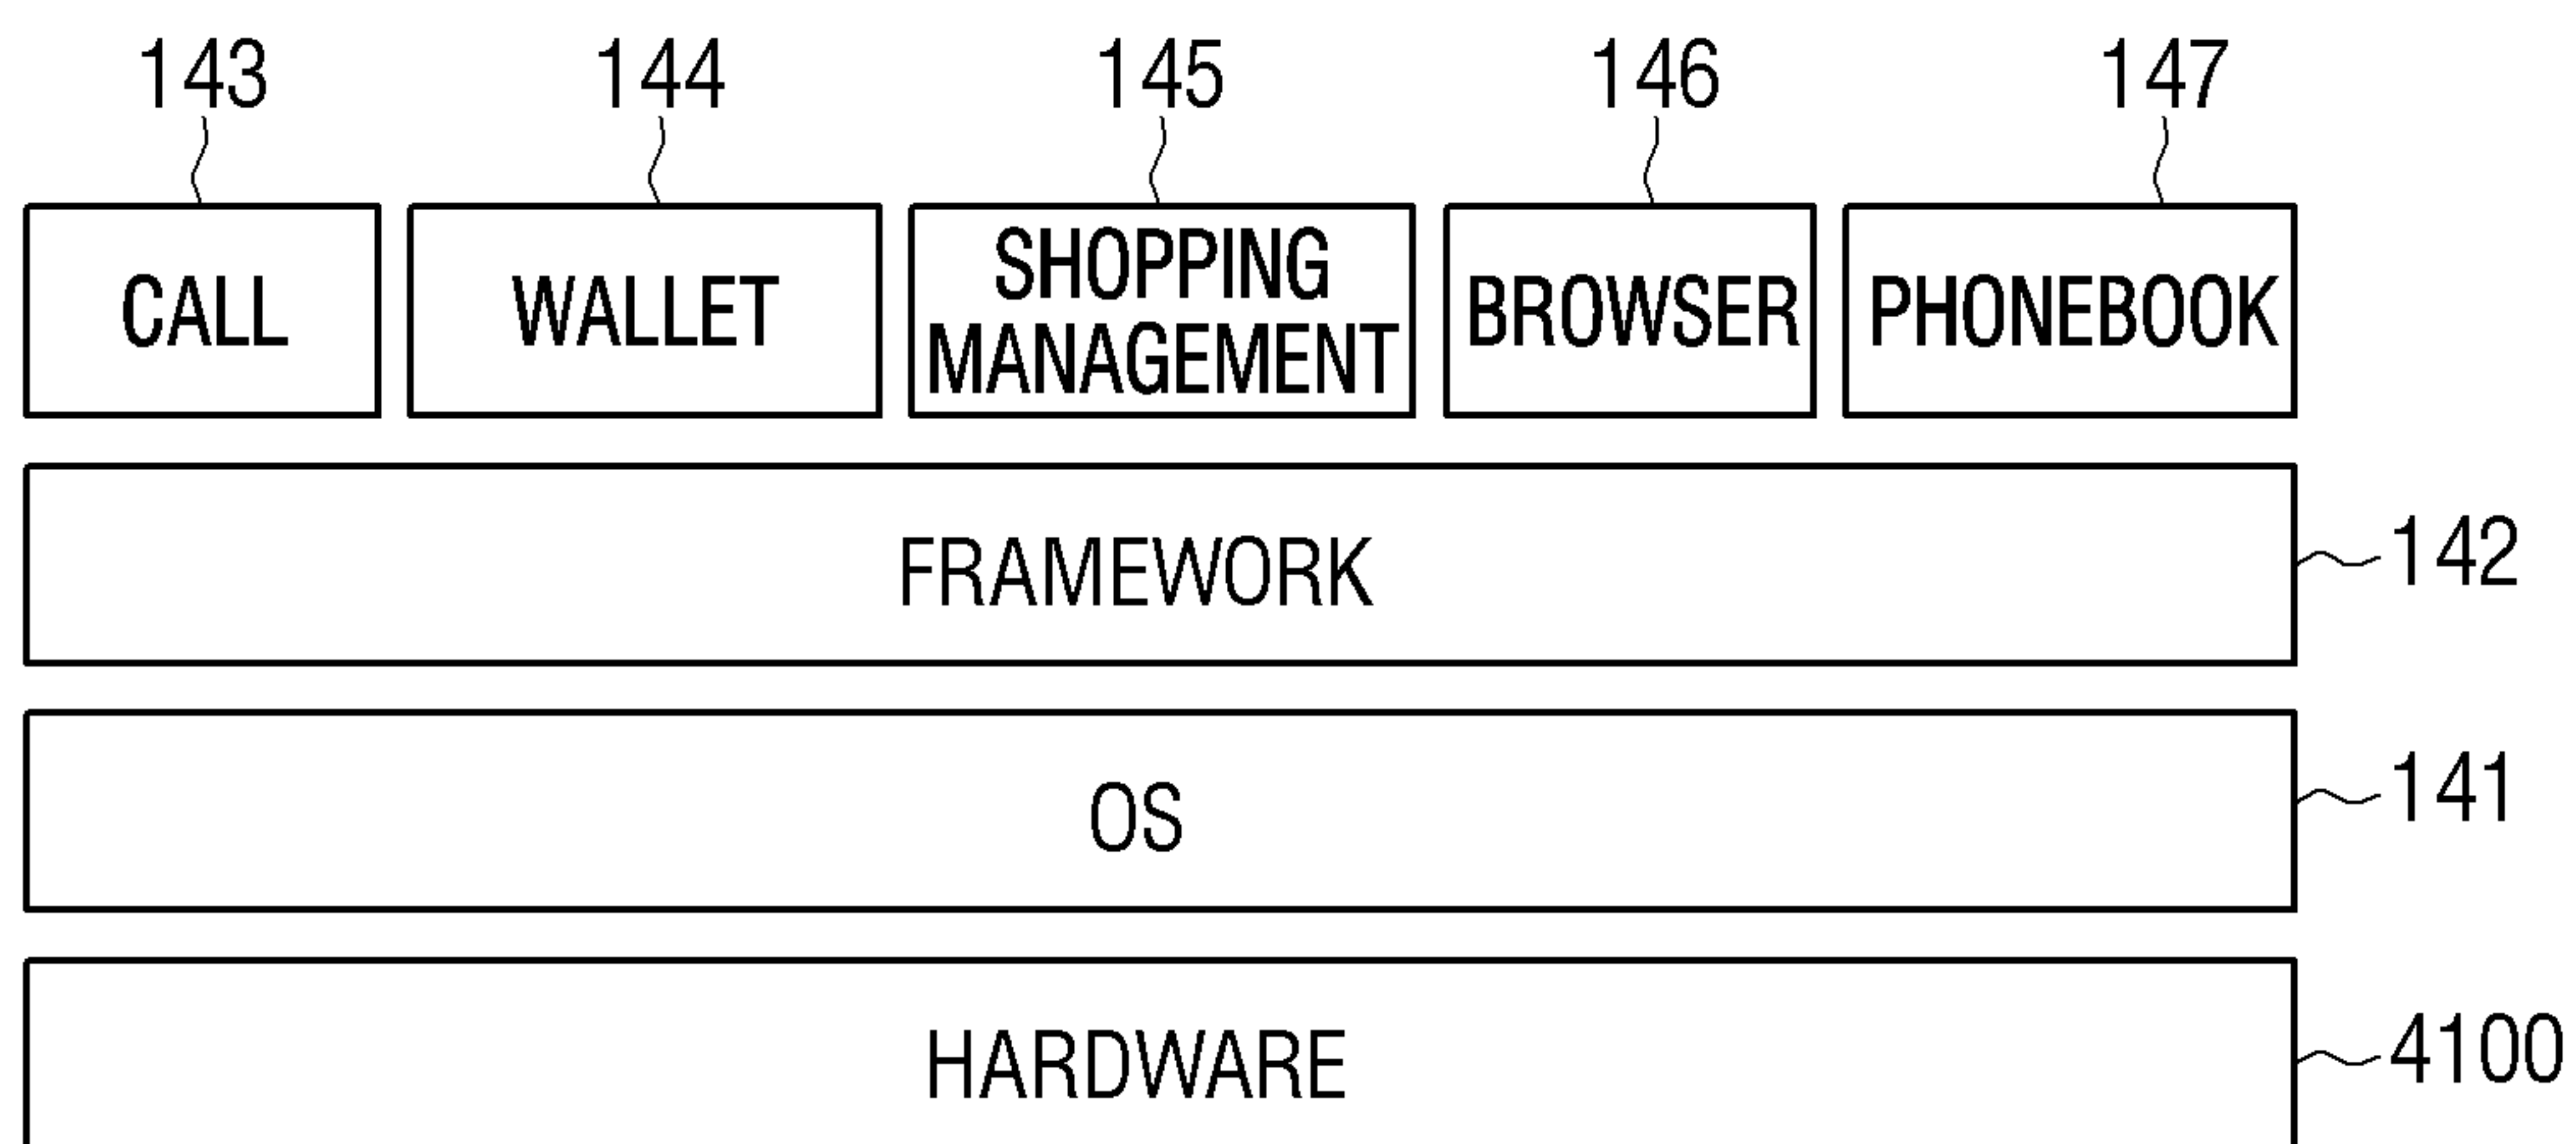 143 144 145 146 147
CALL WALLET SHOPPING MANAGEMENT BROWSER PHONEBOOK
FRAMEWORK 142
OS 141
HARDWARE 4100